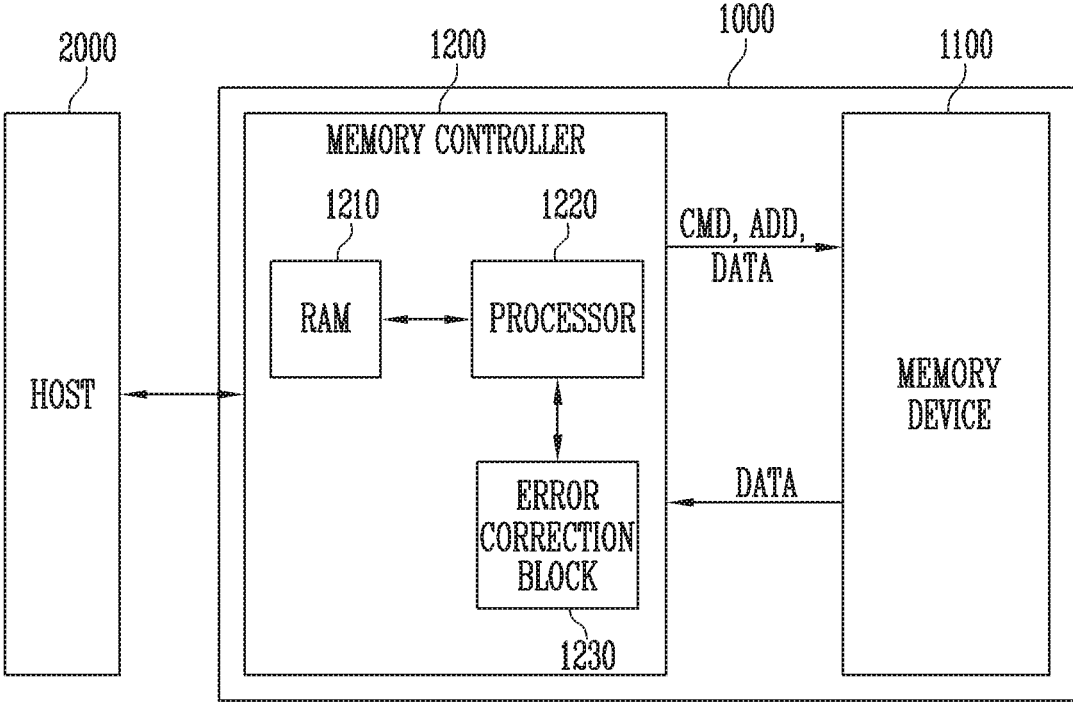 1000
2000
1200
1100
MEMORY CONTROLLER
1210
1220
CMD, ADD,
DATA
RAM
PROCESSOR
HOST
MEMORY
DEVICE
DATA
ERROR
CORRECTION
BLOCK
1230